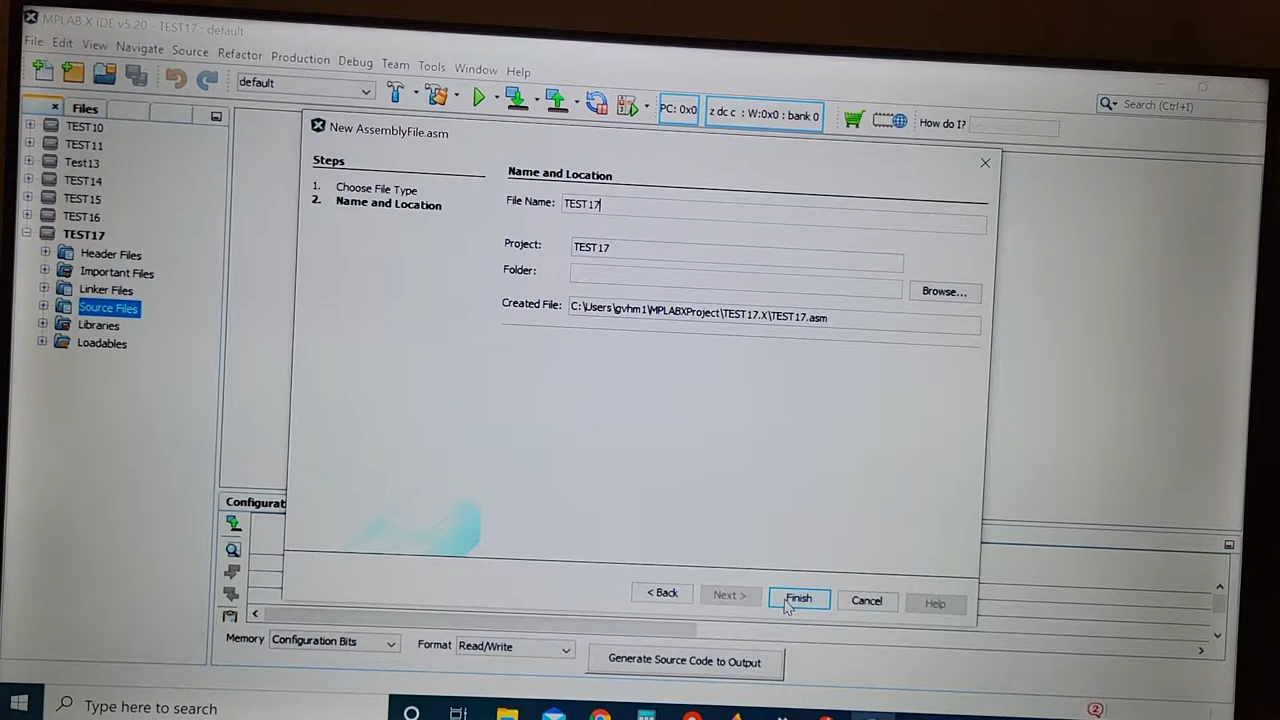 MPLAB X IDE v5.20 - TEST17 : default
File Edit View Navigate Source Refactor Production Debug Team Tools Window Help
default
PC: 0x0
z dc c : W:0x0 : bank 0
How do I?
Search (Ctrl+I)
Files
TEST10
TEST11
Test13
TEST14
TEST15
TEST16
TEST17
Header Files
Important Files
Linker Files
Source Files
Libraries
Loadables
New AssemblyFile.asm
Steps
1. Choose File Type
2. Name and Location
Name and Location
File Name: TEST17
Project: TEST17
Folder:
Browse...
Created File: C:\Users\gvhm1\MPLABXProject\TEST17.X\TEST17.asm
< Back Next > Finish Cancel Help
Memory Configuration Bits Format Read/Write Generate Source Code to Output
Type here to search
2